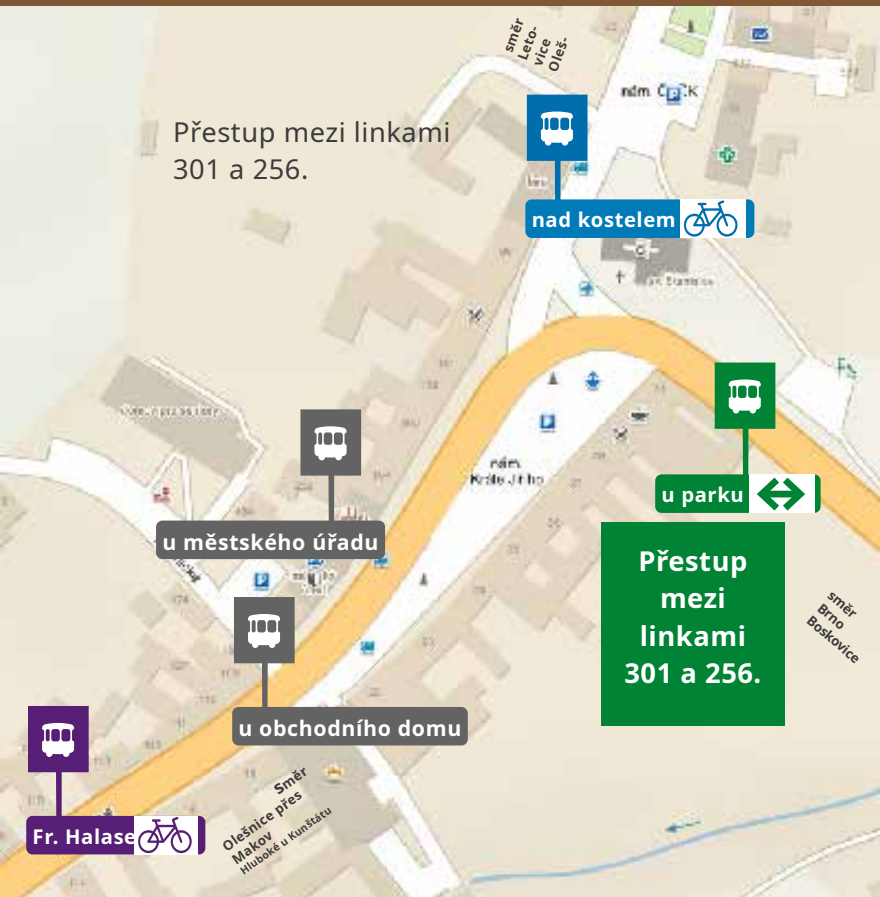 směr
Leto-
vice
Oleš-
nám. ČČK
Přestup mezi linkami
301 a 256.
nad kostelem
u parku
nám.
Krále Jiřího
u městského úřadu
Přestup
mezi
linkami
301 a 256.
směr
Brno
Boskovice
u obchodního domu
Směr
Olešnice přes
Makov
Hluboké u Kunštátu
Fr. Halase